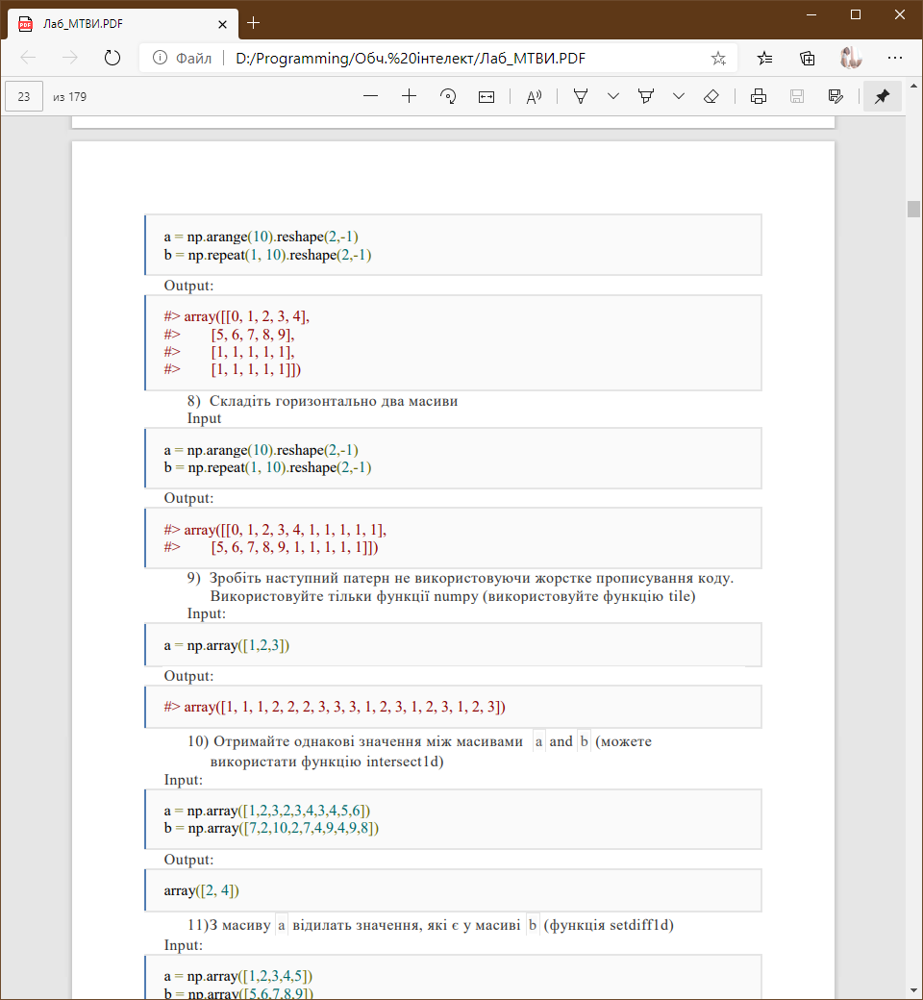 Лаб_МТВИ.PDF
Файл
D:/Programming/Обч.%20інтелект/Лаб_МТВИ.PDF
23 из 179
a = np.arange(10).reshape(2,-1)
b = np.repeat(1, 10).reshape(2,-1)
Output:
#> array([[0, 1, 2, 3, 4],
#> [5, 6, 7, 8, 9],
#> [1, 1, 1, 1, 1],
#> [1, 1, 1, 1, 1]])
8) Складіть горизонтально два масиви
Input
a = np.arange(10).reshape(2,-1)
b = np.repeat(1, 10).reshape(2,-1)
Output:
#> array([[0, 1, 2, 3, 4, 1, 1, 1, 1, 1],
#> [5, 6, 7, 8, 9, 1, 1, 1, 1, 1]])
9) Зробіть наступний патерн не використовуючи жорстке прописування коду.
Використовуйте тільки функції numpy (використовуйте функцію tile)
Input:
a = np.array([1,2,3])
Output:
#> array([1, 1, 1, 2, 2, 2, 3, 3, 3, 1, 2, 3, 1, 2, 3, 1, 2, 3])
10) Отримайте однакові значення між масивами a and b (можете
використати функцію intersect1d)
Input:
a = np.array([1,2,3,2,3,4,3,4,5,6])
b = np.array([7,2,10,2,7,4,9,4,9,8])
Output:
array([2, 4])
11)З масиву a відилать значення, які є у масиві b (функція setdiff1d)
Input:
a = np.array([1,2,3,4,5])
b = np.array([5,6,7,8,9])